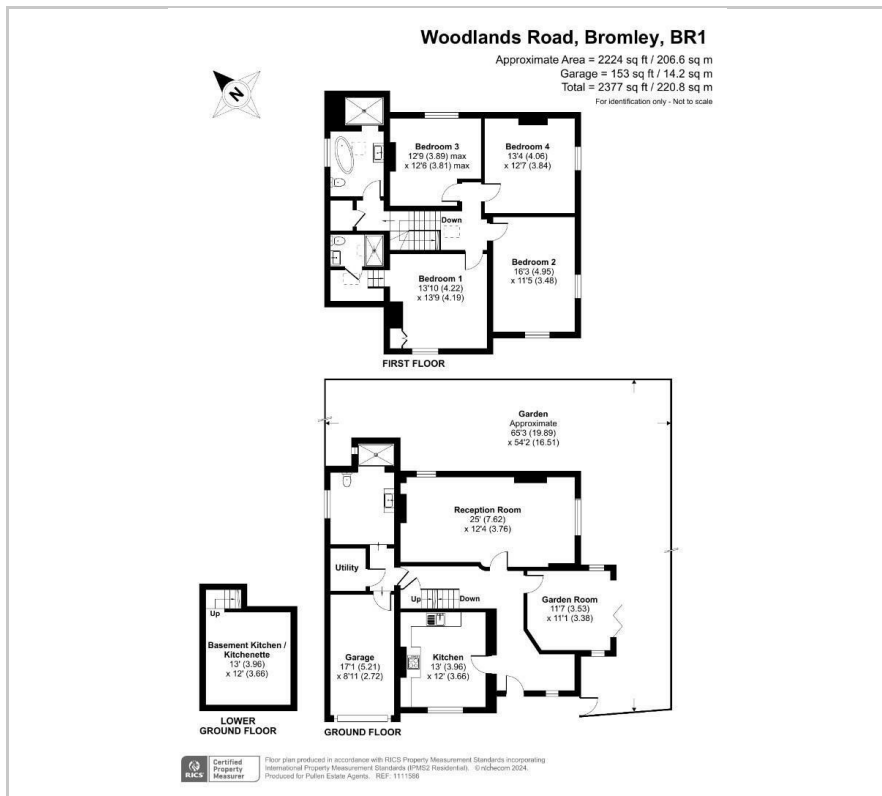 Woodlands Road, Bromley, BR1
Approximate Area = 2224 sq ft / 206.6 sq m
Garage = 153 sq ft / 14.2 sq m
Total = 2377 sq ft / 220.8 sq m
For identification only - Not to scale
N
Bedroom 3
12'9 (3.89) max
x 12'6 (3.81) max
Bedroom 4
13'4 (4.06)
x 12'7 (3.84)
Down
Bedroom 2
16'3 (4.95)
x 11'5 (3.48)
Bedroom 1
13'10 (4.22)
x 13'9 (4.19)
FIRST FLOOR
Garden
Approximate
65'3 (19.89)
x 54'2 (16.51)
Reception Room
25' (7.62)
x 12'4 (3.76)
Utility
Up
Down
Garden Room
11'7 (3.53)
x 11'1 (3.38)
Up
Basement Kitchen /
Kitchenette
13' (3.96)
x 12' (3.66)
Garage
17'1 (5.21)
x 8'11 (2.72)
Kitchen
13' (3.96)
x 12' (3.66)
LOWER
GROUND FLOOR
GROUND FLOOR
RICS
Certified
Property
Measurer
Floor plan produced in accordance with RICS Property Measurement Standards incorporating
International Property Measurement Standards (IPMS2 Residential). © nichecom 2024.
Produced for Pullen Estate Agents. REF: 1111566